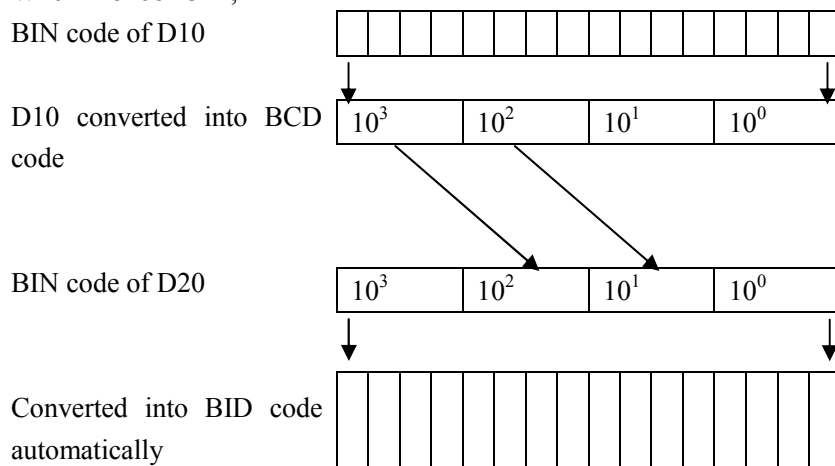 BIN code of D10
D10 converted into BCD
code
10³ 10² 10¹ 10⁰
BIN code of D20
10³ 10² 10¹ 10⁰
Converted into BID code
automatically